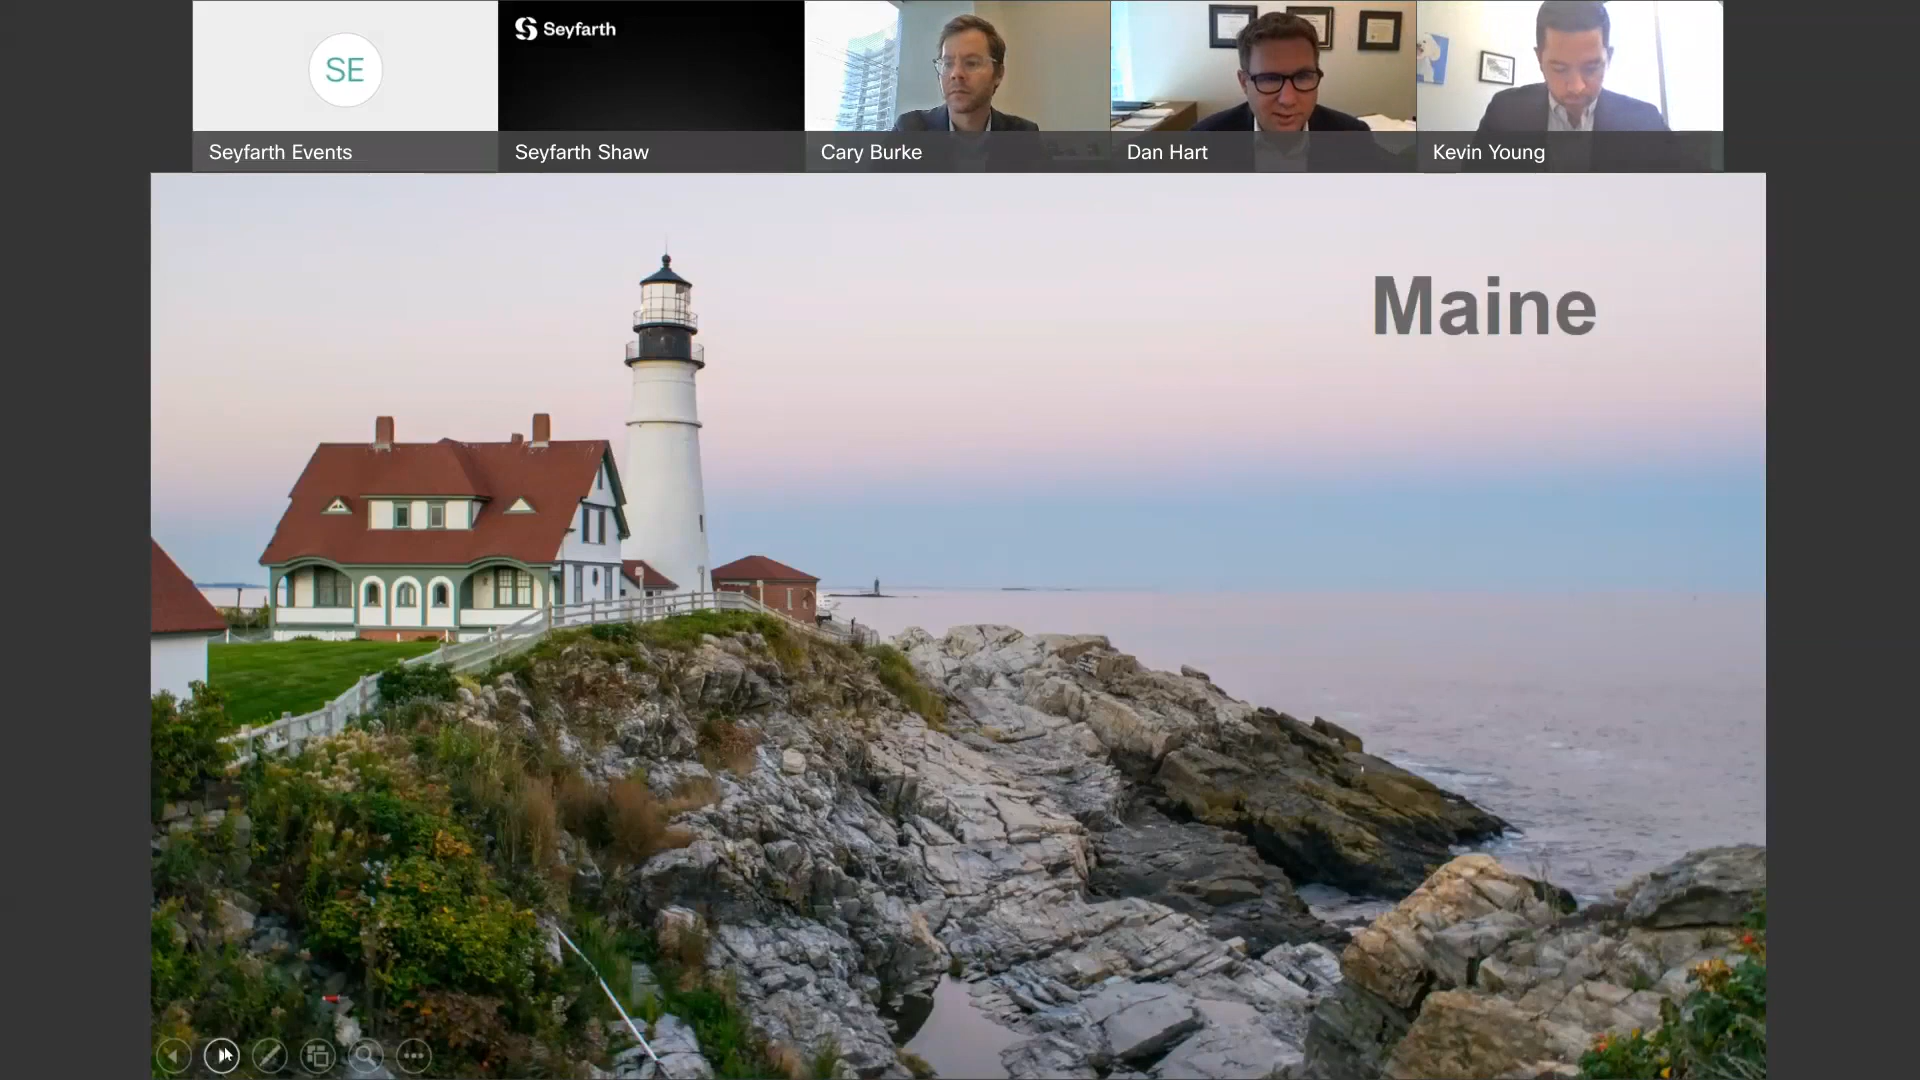 SE
Seyfarth
Seyfarth Events
Seyfarth Shaw
Cary Burke
Dan Hart
Kevin Young
Maine